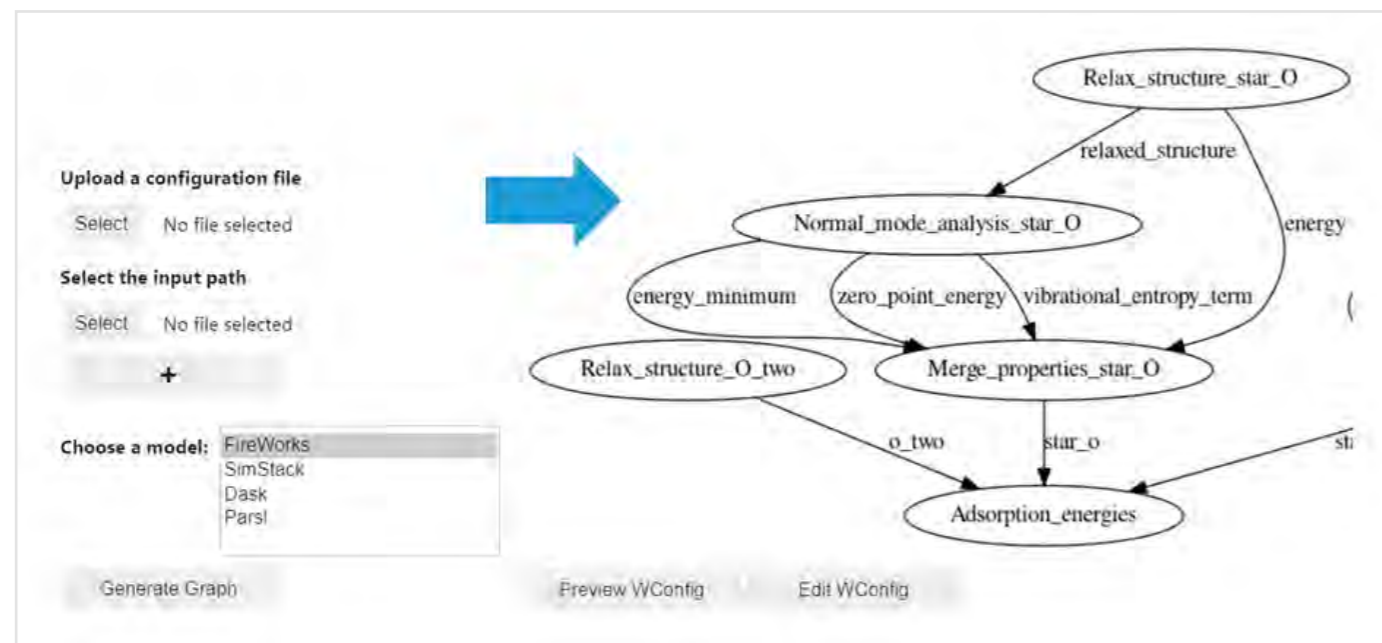 Upload a configuration file
Select No file selected
Select the input path
Select No file selected
+
Choose a model:
FireWorks
SimStack
Dask
Parsl
Generate Graph
Preview WConfig
Edit WConfig
Relax_structure_star_O
relaxed_structure
Normal_mode_analysis_star_O
energy
energy_minimum
zero_point_energy
vibrational_entropy_term
Relax_structure_O_two
Merge_properties_star_O
o_two
star_o
Adsorption_energies